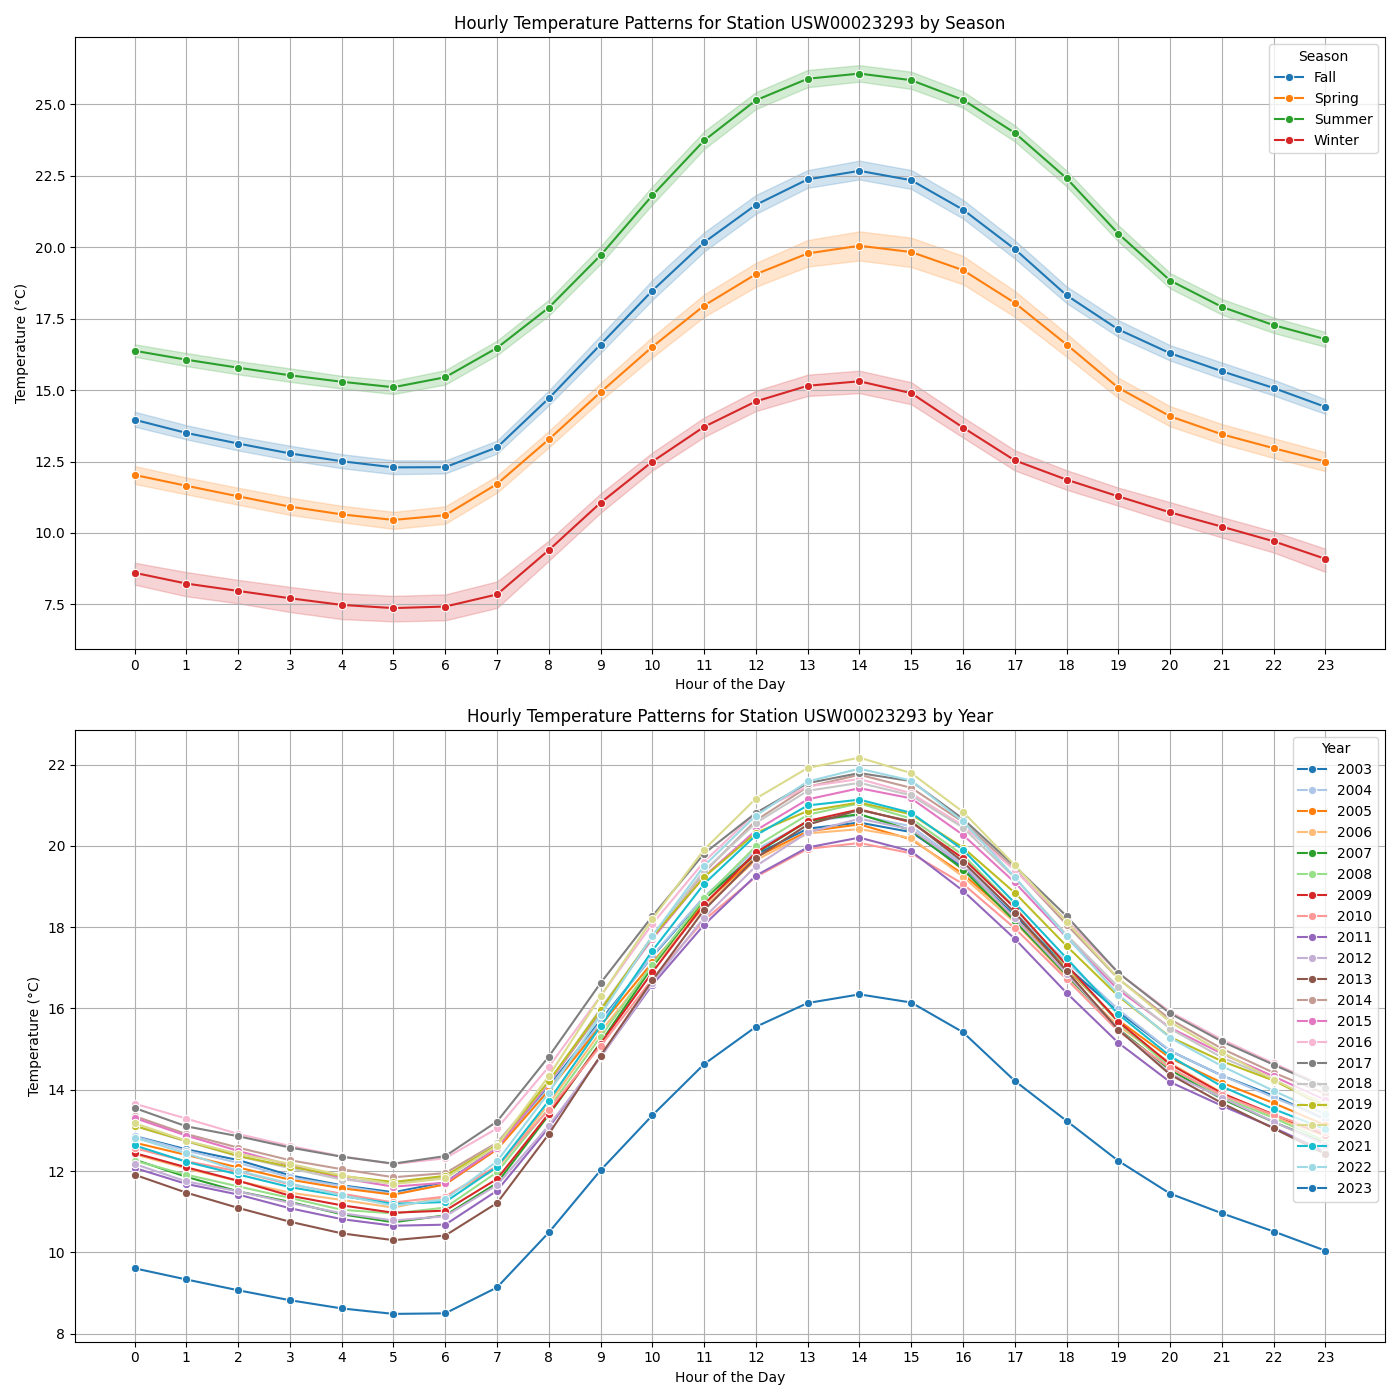 Hourly Temperature Patterns for Station USW00023293 by Season
Temperature (°C)
25.0
22.5
20.0
17.5
15.0
12.5
10.0
7.5
Season
Fall
Spring
Summer
Winter
0 1 2 3 4 5 6 7 8 9 10 11 12 13 14 15 16 17 18 19 20 21 22 23
Hour of the Day
Hourly Temperature Patterns for Station USW00023293 by Year
Temperature (°C)
22
20
18
16
14
12
10
8
Year
2003
2004
2005
2006
2007
2008
2009
2010
2011
2012
2013
2014
2015
2016
2017
2018
2019
2020
2021
2022
2023
0 1 2 3 4 5 6 7 8 9 10 11 12 13 14 15 16 17 18 19 20 21 22 23
Hour of the Day